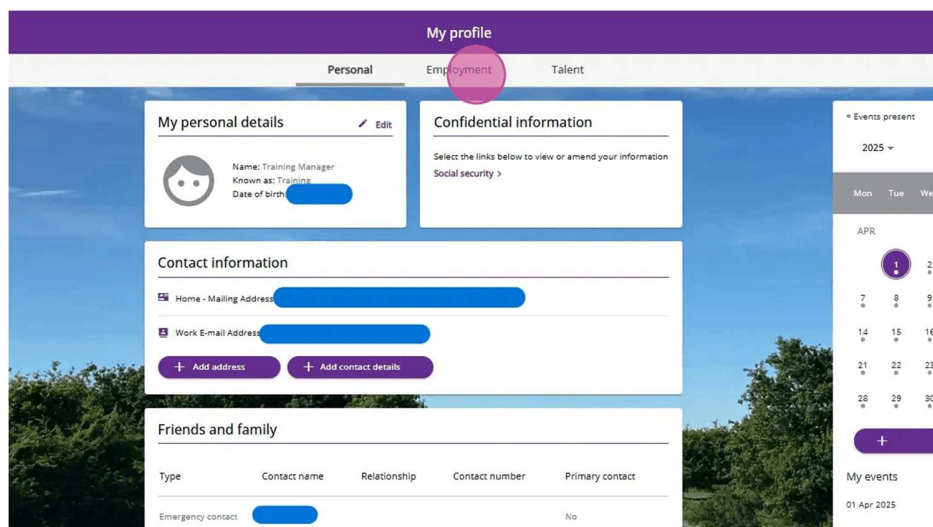 My profile
Personal Employment Talent
My personal details
Edit
Name: Training Manager
Known as: Training
Date of birth:
Confidential information
Select the links below to view or amend your information
Social security >
Contact information
Home - Mailing Address
Work E-mail Address
+ Add address
+ Add contact details
Friends and family
Type Contact name Relationship Contact number Primary contact
Emergency contact No
Events present
2025
Mon Tue We
APR
1 2
7 8 9
14 15 16
21 22 23
28 29 30
+
My events
01 Apr 2025